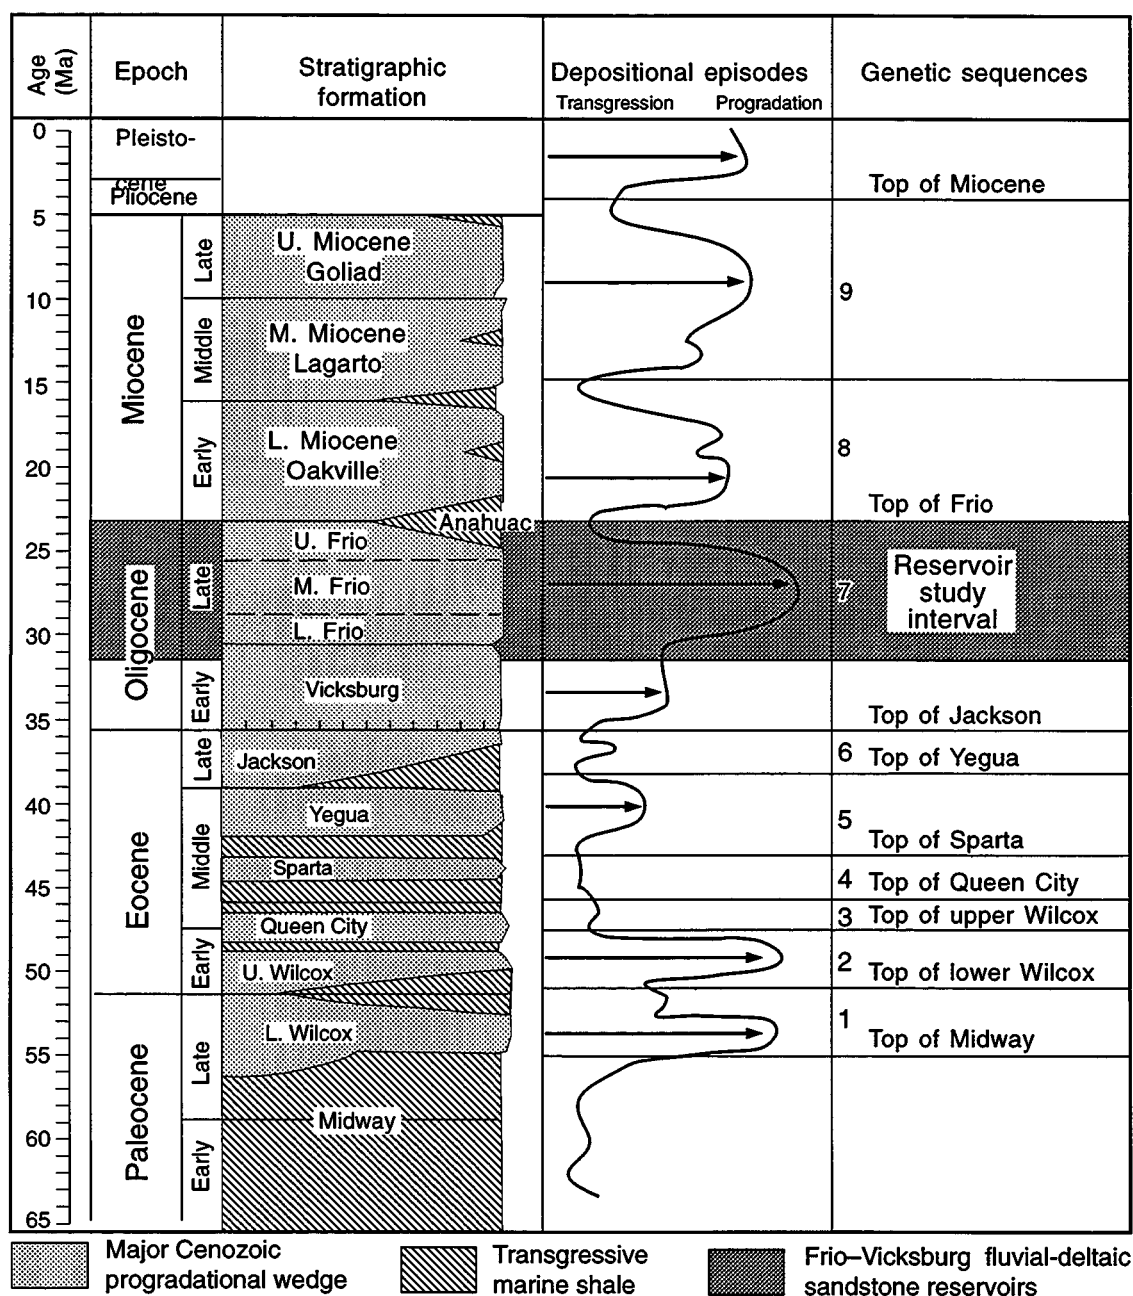 Age (Ma)
Epoch
Stratigraphic
formation
Depositional episodes
Transgression
Progradation
Genetic sequences
0
5
10
15
20
25
30
35
40
45
50
55
60
65
Pleisto-
cene
Pliocene
Miocene
Late
Middle
Early
Oligocene
Late
Early
Eocene
Late
Middle
Early
Paleocene
Late
Early
U. Miocene
Goliad
M. Miocene
Lagarto
L. Miocene
Oakville
Anahuac
U. Frio
M. Frio
L. Frio
Vicksburg
Jackson
Yegua
Sparta
Queen City
U. Wilcox
L. Wilcox
Midway
Top of Miocene
9
8
Top of Frio
7
Reservoir
study
interval
Top of Jackson
6 Top of Yegua
5
Top of Sparta
4 Top of Queen City
3 Top of upper Wilcox
2 Top of lower Wilcox
1
Top of Midway
Major Cenozoic
progradational wedge
Transgressive
marine shale
Frio–Vicksburg fluvial-deltaic
sandstone reservoirs